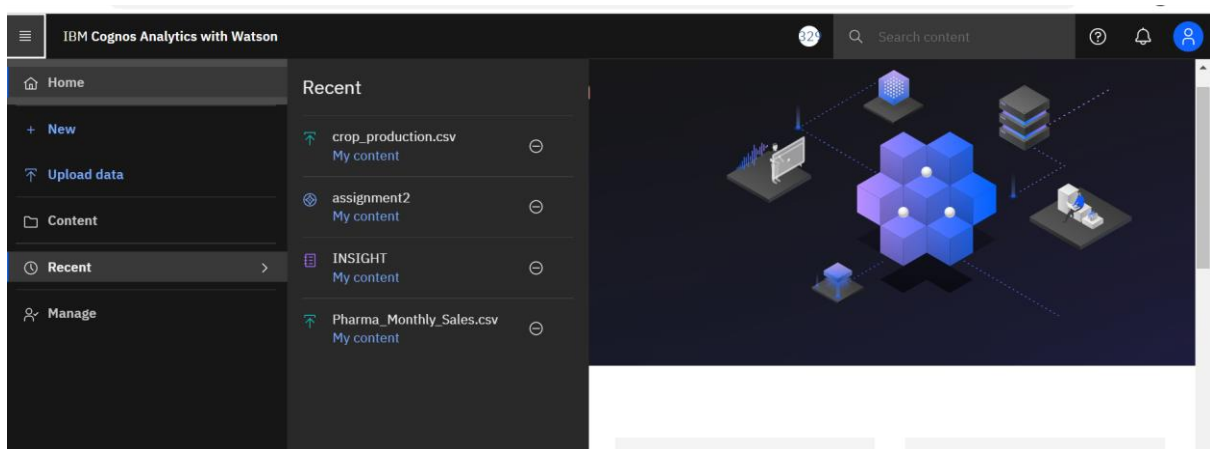 IBM Cognos Analytics with Watson
329
Search content
Home
New
Upload data
Content
Recent
Manage
Recent
crop_production.csv
My content
assignment2
My content
INSIGHT
My content
Pharma_Monthly_Sales.csv
My content